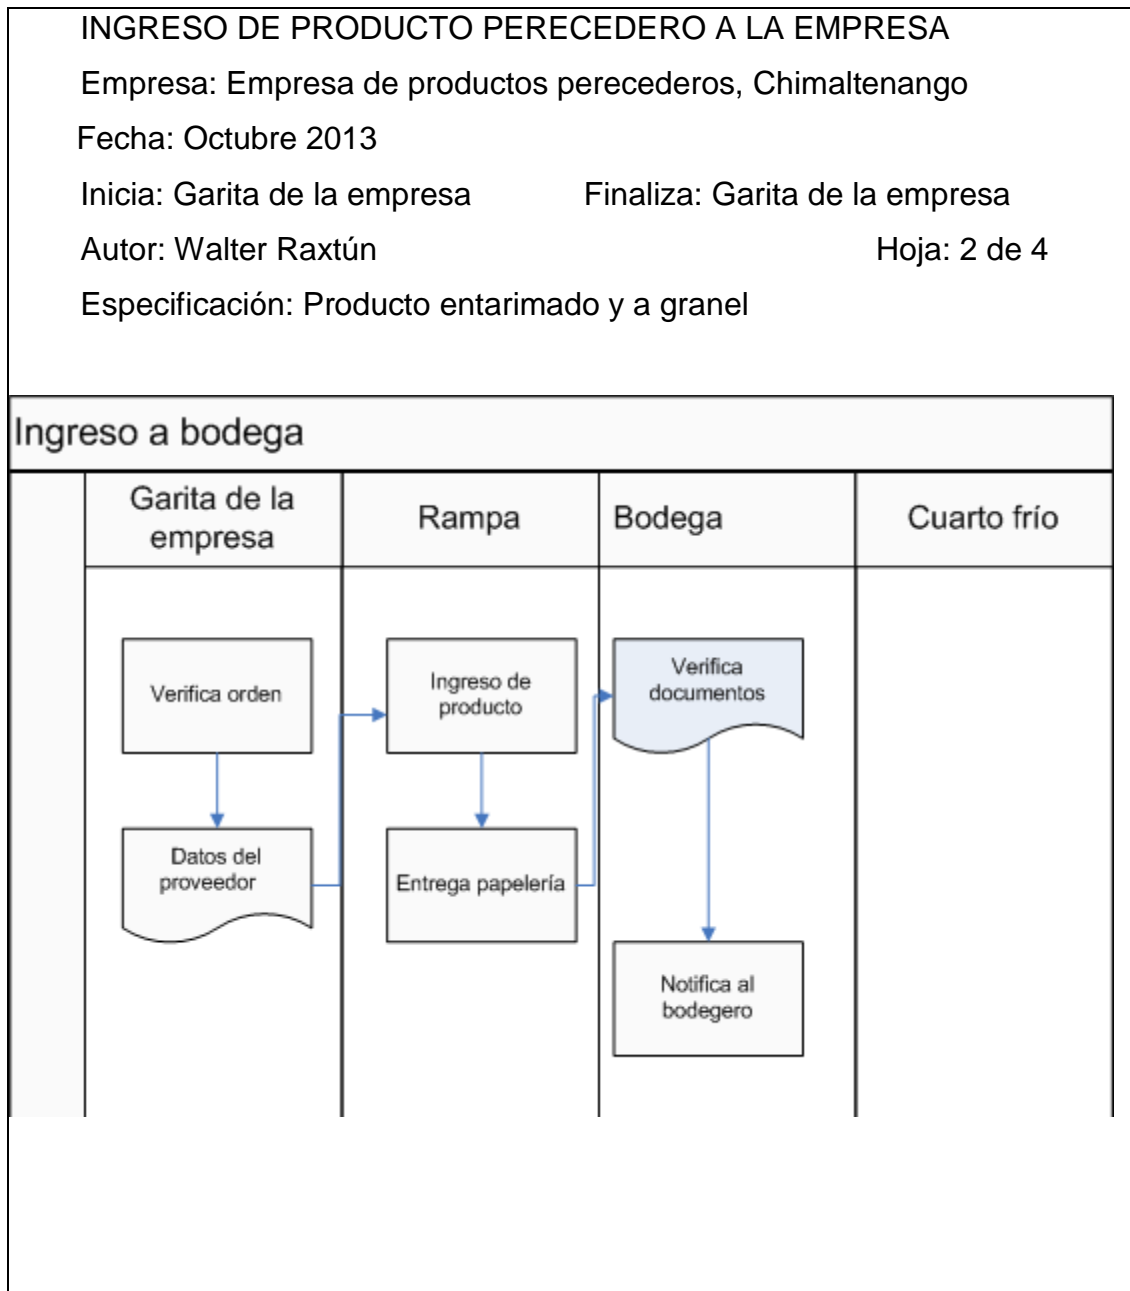 INGRESO DE PRODUCTO PERECEDERO A LA EMPRESA
Empresa: Empresa de productos perecederos, Chimaltenango
Fecha: Octubre 2013
Inicia: Garita de la empresa Finaliza: Garita de la empresa
Autor: Walter Raxtún Hoja: 2 de 4
Especificación: Producto entarimado y a granel
Ingreso a bodega
Garita de la
empresa
Rampa
Bodega
Cuarto frío
Verifica orden
Datos del
proveedor
Ingreso de
producto
Entrega papelería
Verifica
documentos
Notifica al
bodegero